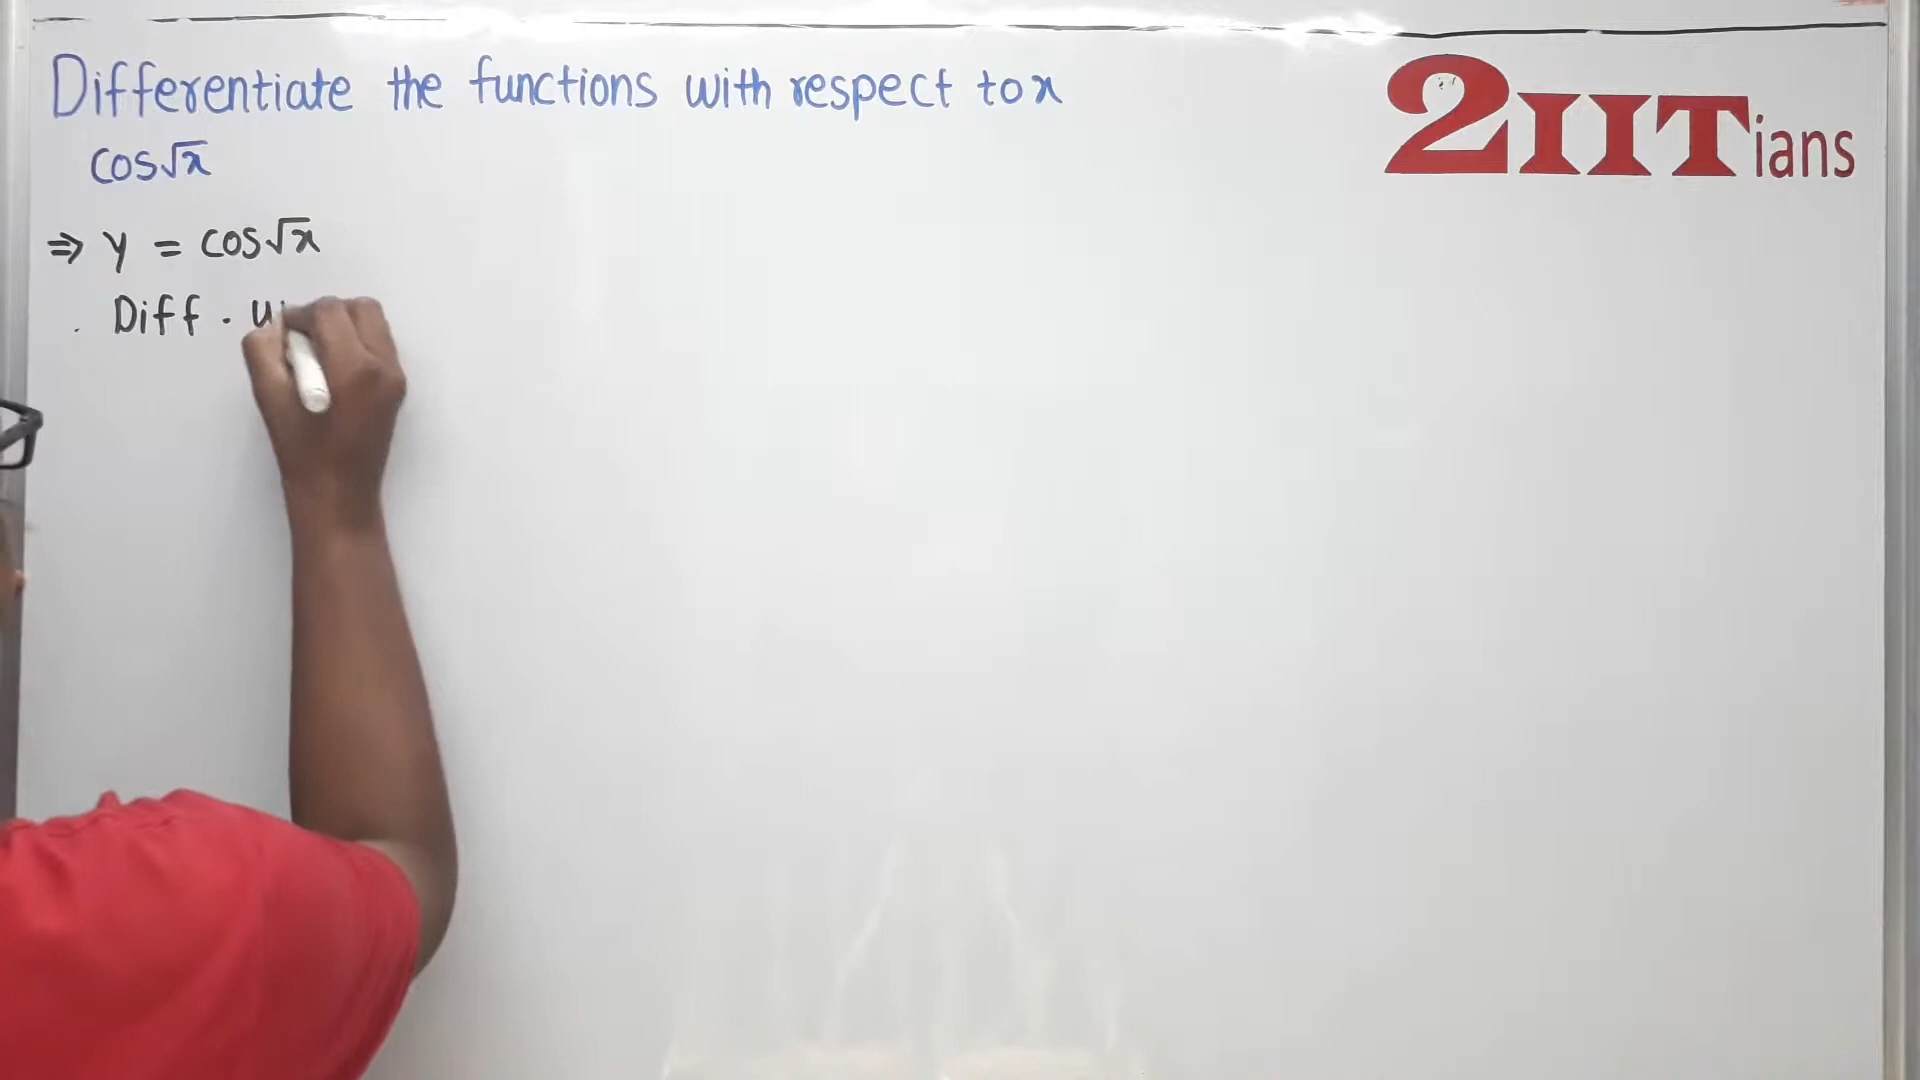 Differentiate the functions with respect to x
2IITians
cos√x
⇒ y = cos√x
Diff .